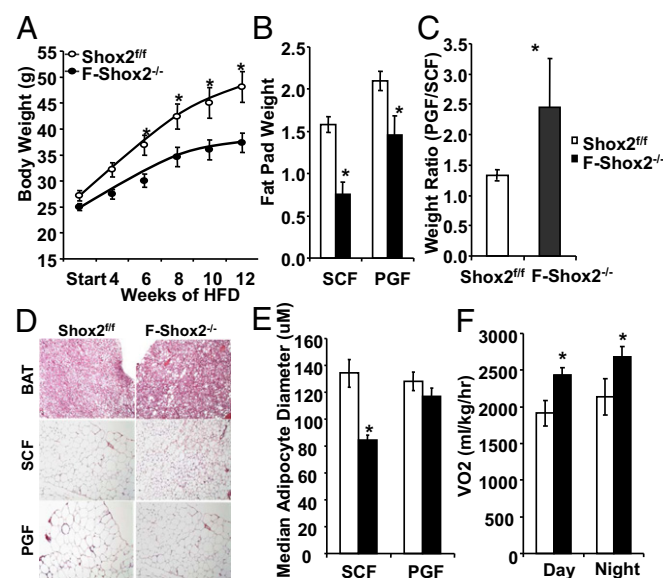 A
Body Weight (g)
55
50
45
40
35
30
25
20
15
Shox2f/f
F-Shox2-/-
*
*
*
*
*
Start 4 6 8 10 12
Weeks of HFD
B
Fat Pad Weight
2.5
2.0
1.5
1.0
0.5
0.0
*
*
SCF PGF
C
Weight Ratio (PGF/SCF)
3.5
3.0
2.5
2.0
1.5
1.0
0.5
0.0
*
Shox2f/f F-Shox2-/-
Shox2f/f
F-Shox2-/-
D
Shox2f/f F-Shox2-/-
BAT
SCF
PGF
E
Median Adipocyte Diameter (uM)
160
140
120
100
80
60
40
20
0
*
SCF PGF
F
VO2 (ml/kg/hr)
3000
2500
2000
1500
1000
500
0
*
*
Day Night